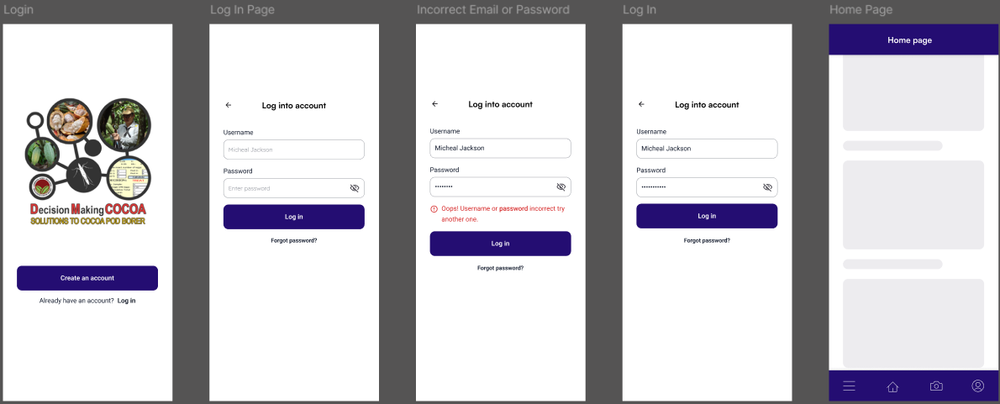 Login
Log In Page
Incorrect Email or Password
Log In
Home Page
Decision Making COCOA
SOLUTIONS TO COCOA POD BORER
Create an account
Already have an account? Log in
Log into account
Username
Micheal Jackson
Password
Enter password
Log in
Forgot password?
Log into account
Username
Micheal Jackson
Password
••••••••
Oops! Username or password incorrect try
another one.
Log in
Forgot password?
Log into account
Username
Micheal Jackson
Password
•••••••••••
Log in
Forgot password?
Home page